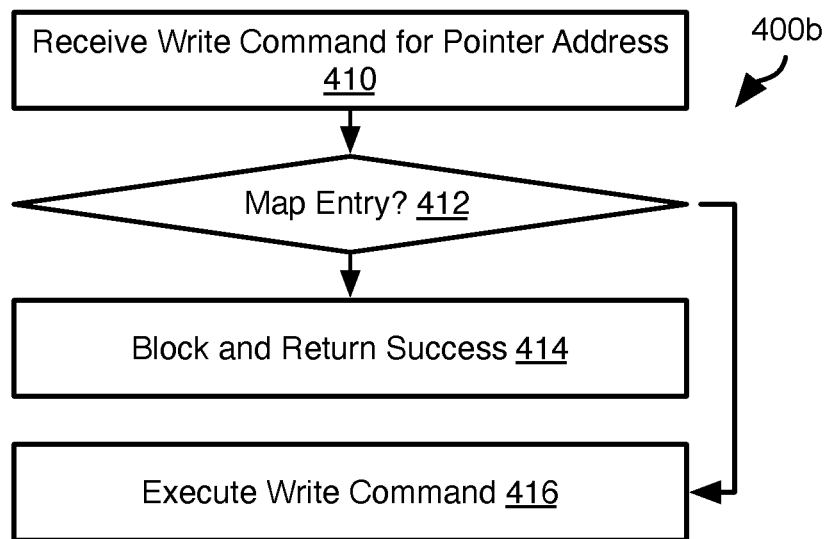 Receive Write Command for Pointer Address
410
400b
Map Entry? 412
Block and Return Success 414
Execute Write Command 416